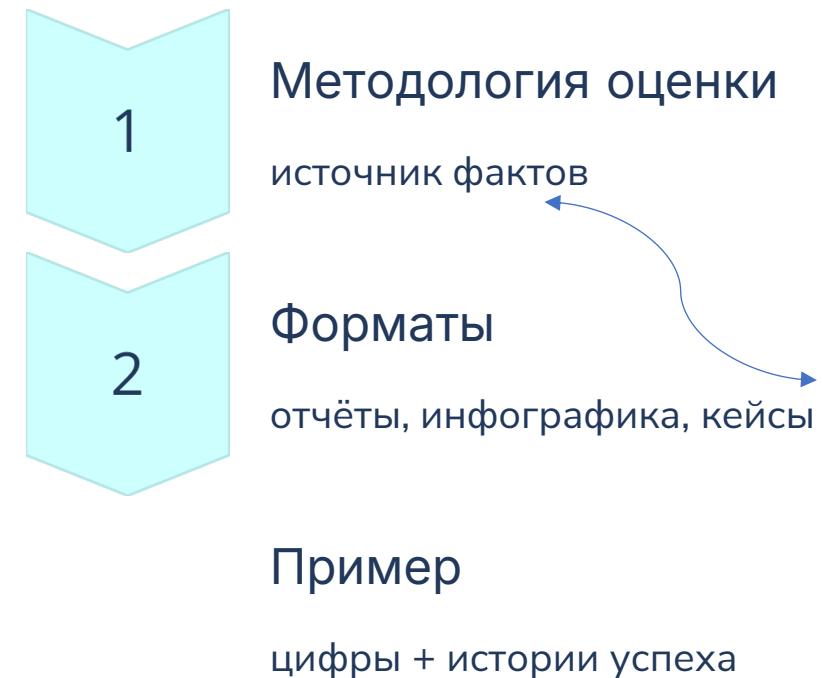 1
Методология оценки
источник фактов
2
Форматы
отчёты, инфографика, кейсы
Пример
цифры + истории успеха